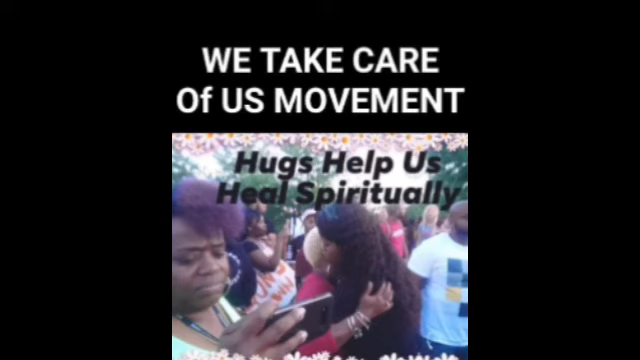 WE TAKE CARE
Of US MOVEMENT
Hugs Help Us
Heal Spiritually